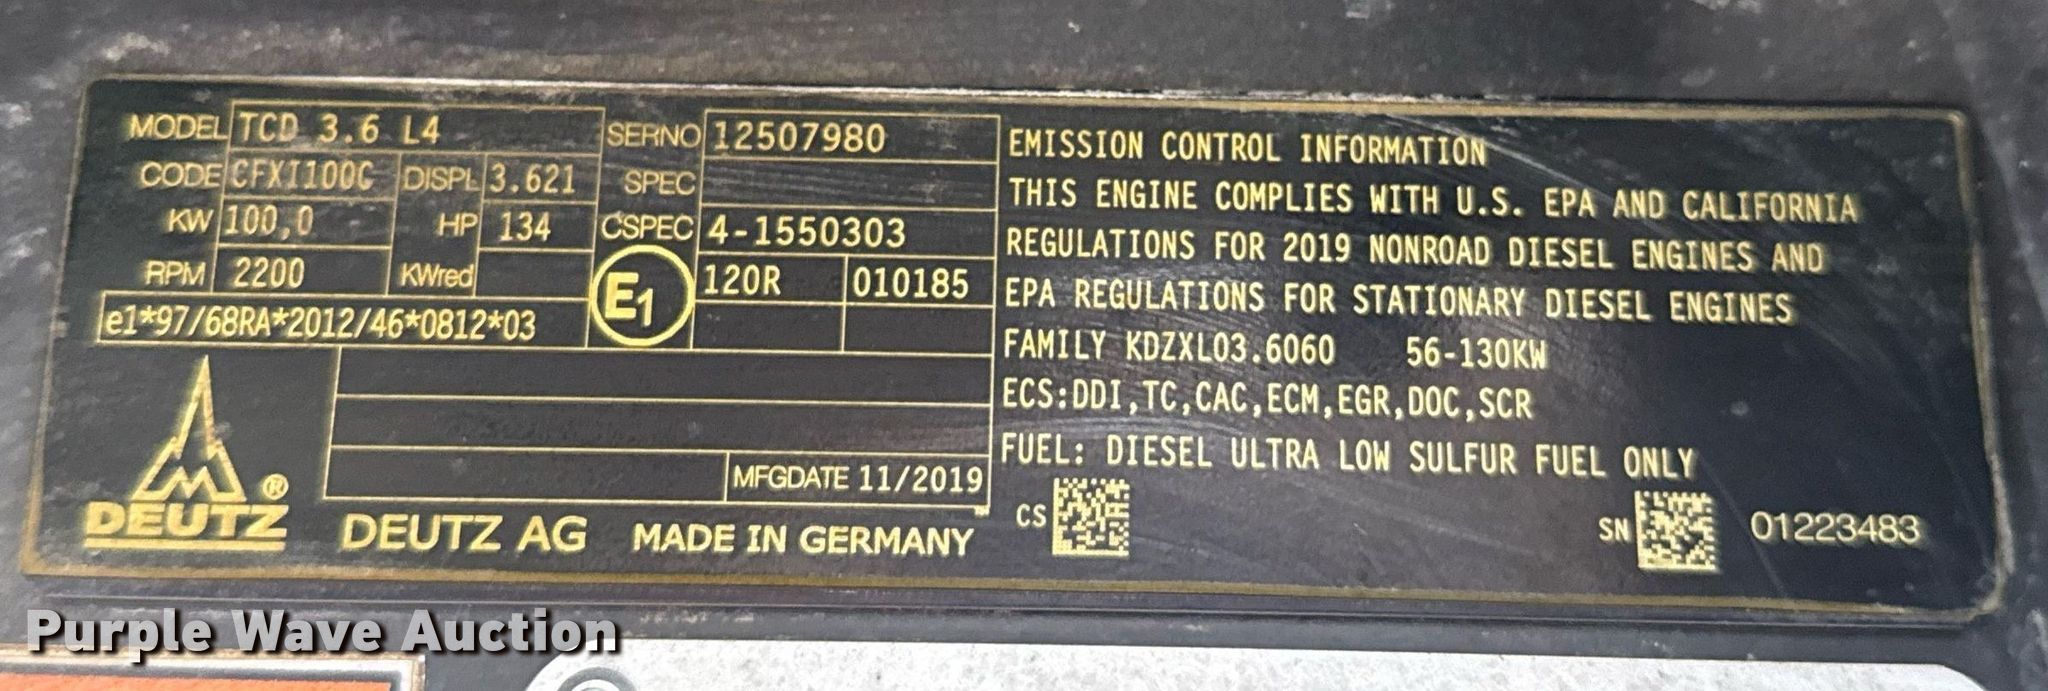 MODEL TCD 3.6 L4
CODE CFXI100C DISPL 3.621
KW 100,0 HP 134
RPM 2200 KWred
e1*97/68RA*2012/46*0812*03
SERNO 12507980
SPEC
CSPEC 4-1550303
E1 120R 010185
MFGDATE 11/2019
DEUTZ®
DEUTZ AG MADE IN GERMANY
EMISSION CONTROL INFORMATION
THIS ENGINE COMPLIES WITH U.S. EPA AND CALIFORNIA
REGULATIONS FOR 2019 NONROAD DIESEL ENGINES AND
EPA REGULATIONS FOR STATIONARY DIESEL ENGINES
FAMILY KDZXL03.6060 56-130KW
ECS:DDI,TC,CAC,ECM,EGR,DOC,SCR
FUEL: DIESEL ULTRA LOW SULFUR FUEL ONLY
CS SN 01223483
Purple Wave Auction